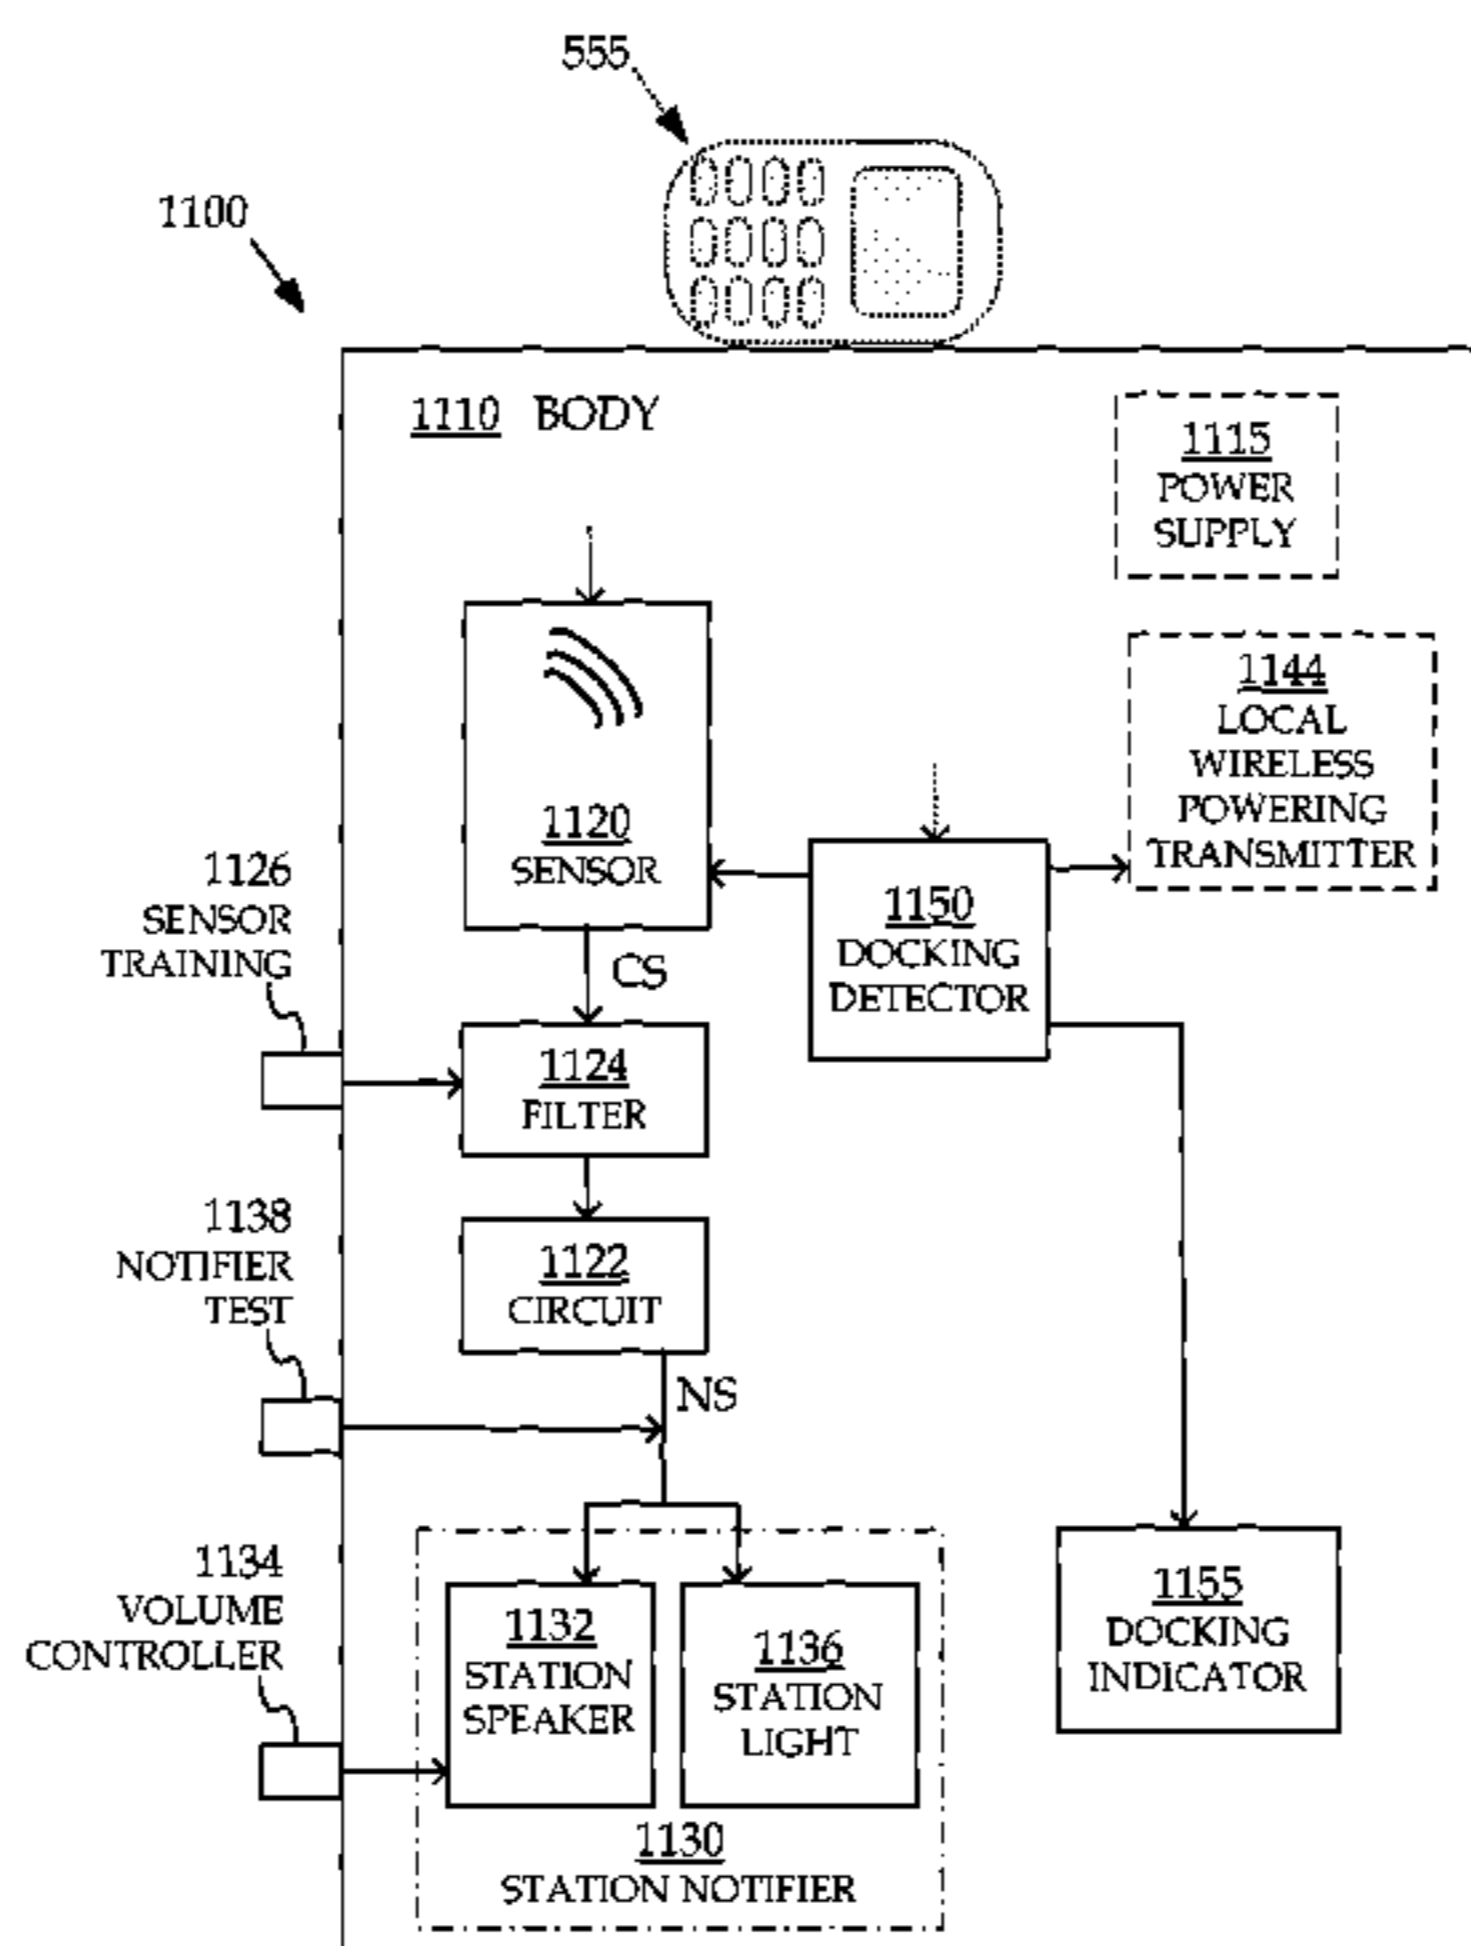 555
1100
1110 BODY
1115
POWER
SUPPLY
1144
LOCAL
WIRELESS
POWERING
TRANSMITTER
1120
SENSOR
1126
SENSOR
TRAINING
1150
DOCKING
DETECTOR
CS
1124
FILTER
1138
NOTIFIER
TEST
1122
CIRCUIT
NS
1134
VOLUME
CONTROLLER
1132
STATION
SPEAKER
1136
STATION
LIGHT
1155
DOCKING
INDICATOR
1130
STATION NOTIFIER